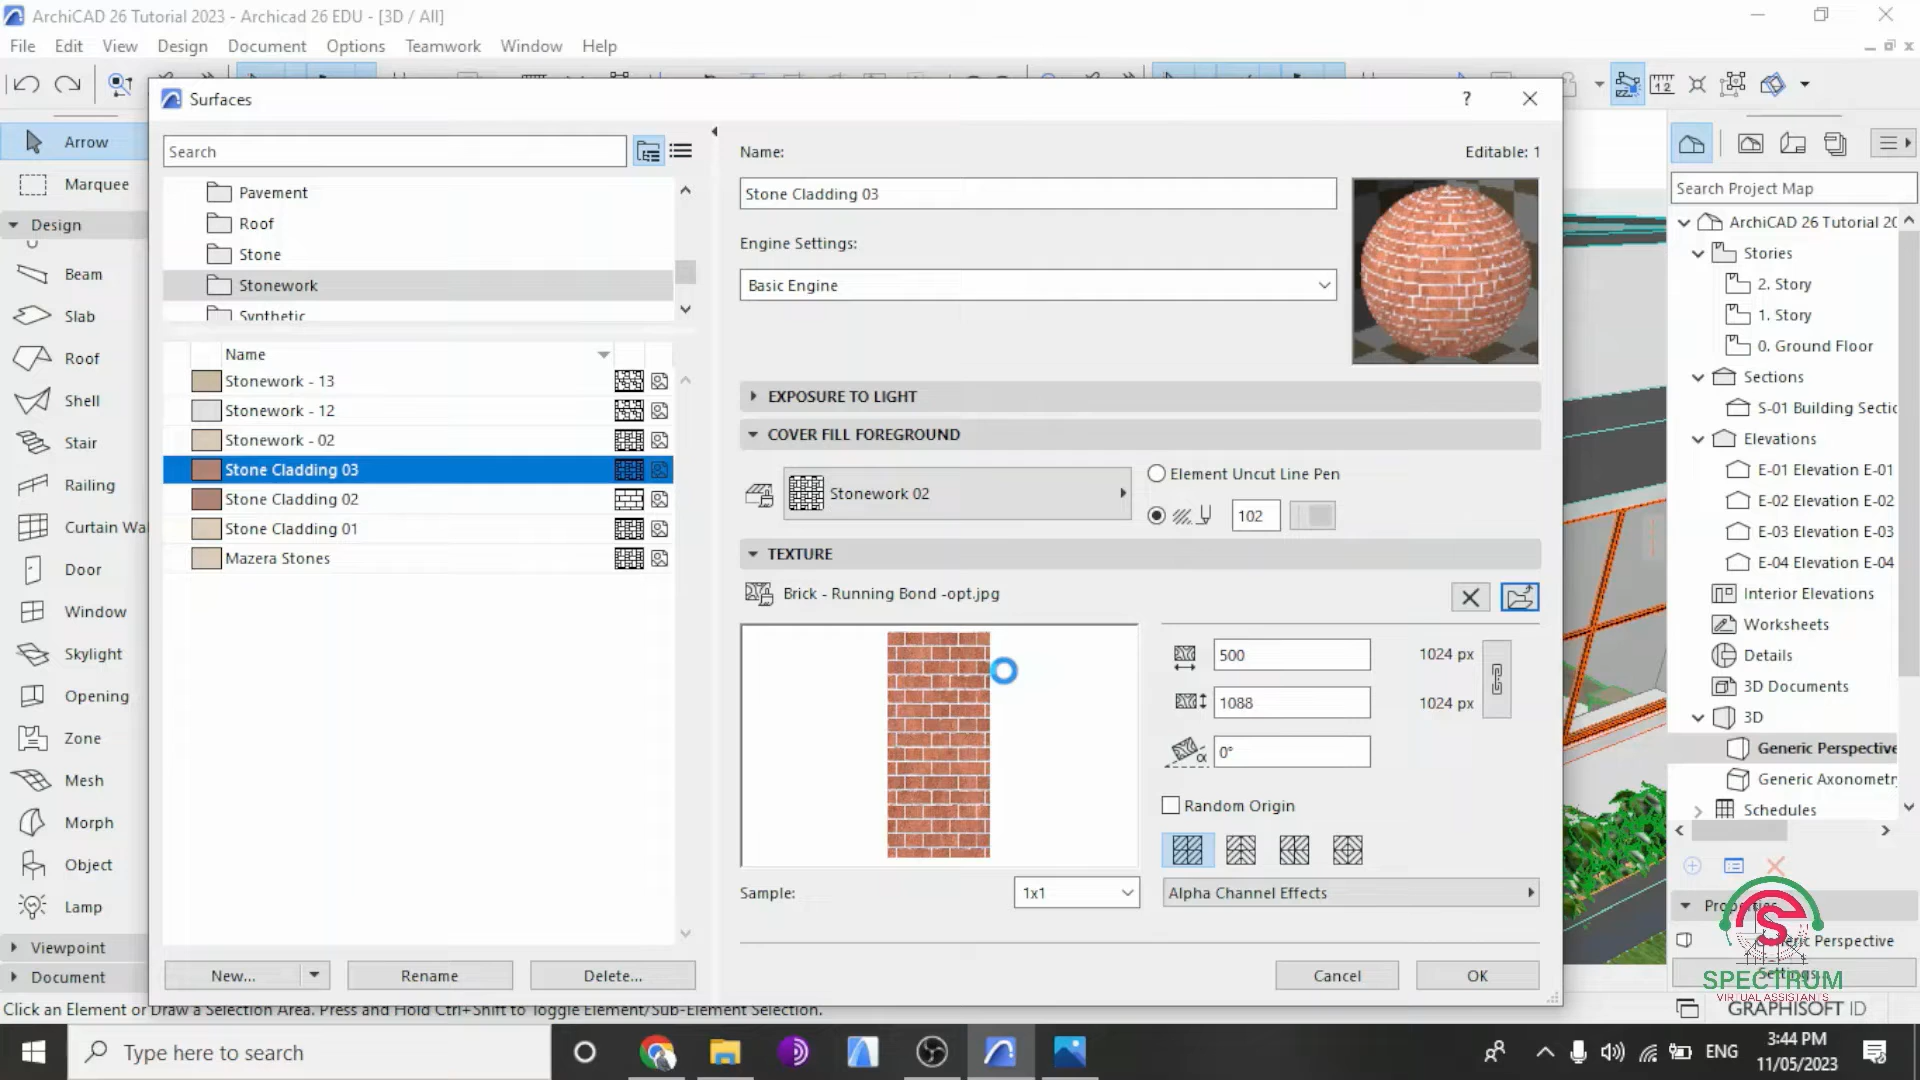 ArchiCAD 26 Tutorial 2023 - Archicad 26 EDU - [3D / All]
File Edit View Design Document Options Teamwork Window Help
Surfaces ?
Arrow
Marquee
Design
Beam
Slab
Roof
Shell
Stair
Railing
Curtain Wa
Door
Window
Skylight
Opening
Zone
Mesh
Morph
Object
Lamp
Viewpoint
Document
Search
Pavement
Roof
Stone
Stonework
Synthetic
Name
Stonework - 13
Stonework - 12
Stonework - 02
Stone Cladding 03
Stone Cladding 02
Stone Cladding 01
Mazera Stones
New... Rename Delete...
Name: Editable: 1
Stone Cladding 03
Engine Settings:
Basic Engine
EXPOSURE TO LIGHT
COVER FILL FOREGROUND
Stonework 02
Element Uncut Line Pen
102
TEXTURE
Brick - Running Bond -opt.jpg
500 1024 px
1088 1024 px
α 0°
Random Origin
Sample: 1x1
Alpha Channel Effects
Cancel OK
1 2
Search Project Map
ArchiCAD 26 Tutorial 20
Stories
2. Story
1. Story
0. Ground Floor
Sections
S-01 Building Sectio
Elevations
E-01 Elevation E-01
E-02 Elevation E-02
E-03 Elevation E-03
E-04 Elevation E-04
Interior Elevations
Worksheets
Details
3D Documents
3D
Generic Perspective
Generic Axonometr
Schedules
Properties
Generic Perspective
Settings...
S
SPECTRUM
VIRTUAL ASSISTANTS
GRAPHISOFT ID
Click an Element or Draw a Selection Area. Press and Hold Ctrl+Shift to Toggle Element/Sub-Element Selection.
Type here to search
ENG
3:44 PM
11/05/2023